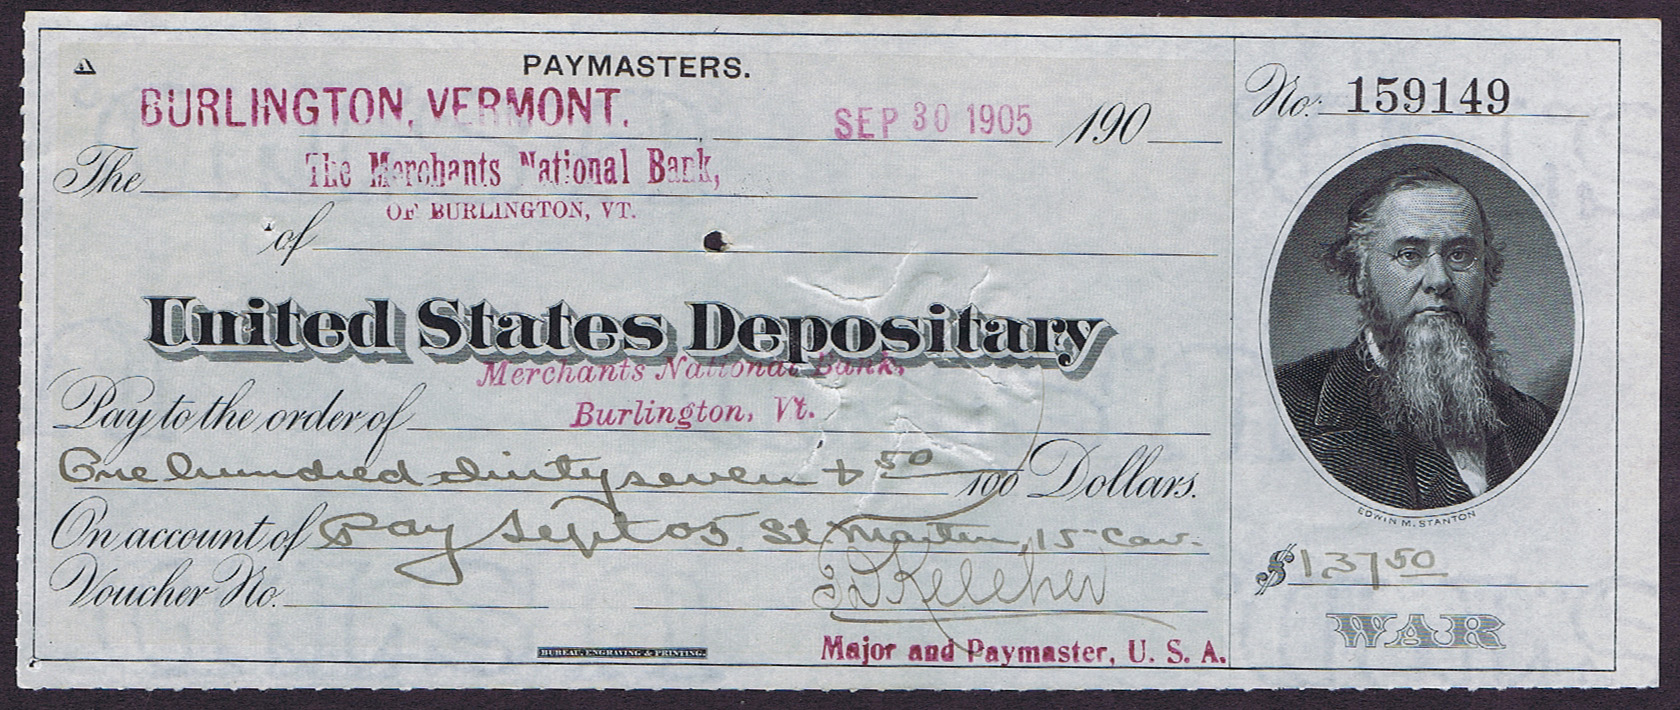 PAYMASTERS.
BURLINGTON, VERMONT.
SEP 30 1905 190
No. 159149
The The Merchants National Bank,
OF BURLINGTON, VT.
of
United States Depositary
Merchants National Bank,
Pay to the order of Burlington, Vt.
One hundred thirty seven & 50/100 Dollars.
On account of Pay Sept 05. St Marten, 15 Cav.
Voucher No.
Kelcher
Major and Paymaster, U. S. A.
BUREAU, ENGRAVING & PRINTING.
EDWIN M. STANTON
$137 50
WAR